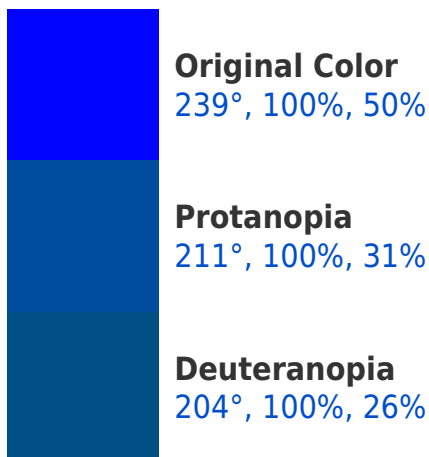 Original Color
239°, 100%, 50%
Protanopia
211°, 100%, 31%
Deuteranopia
204°, 100%, 26%